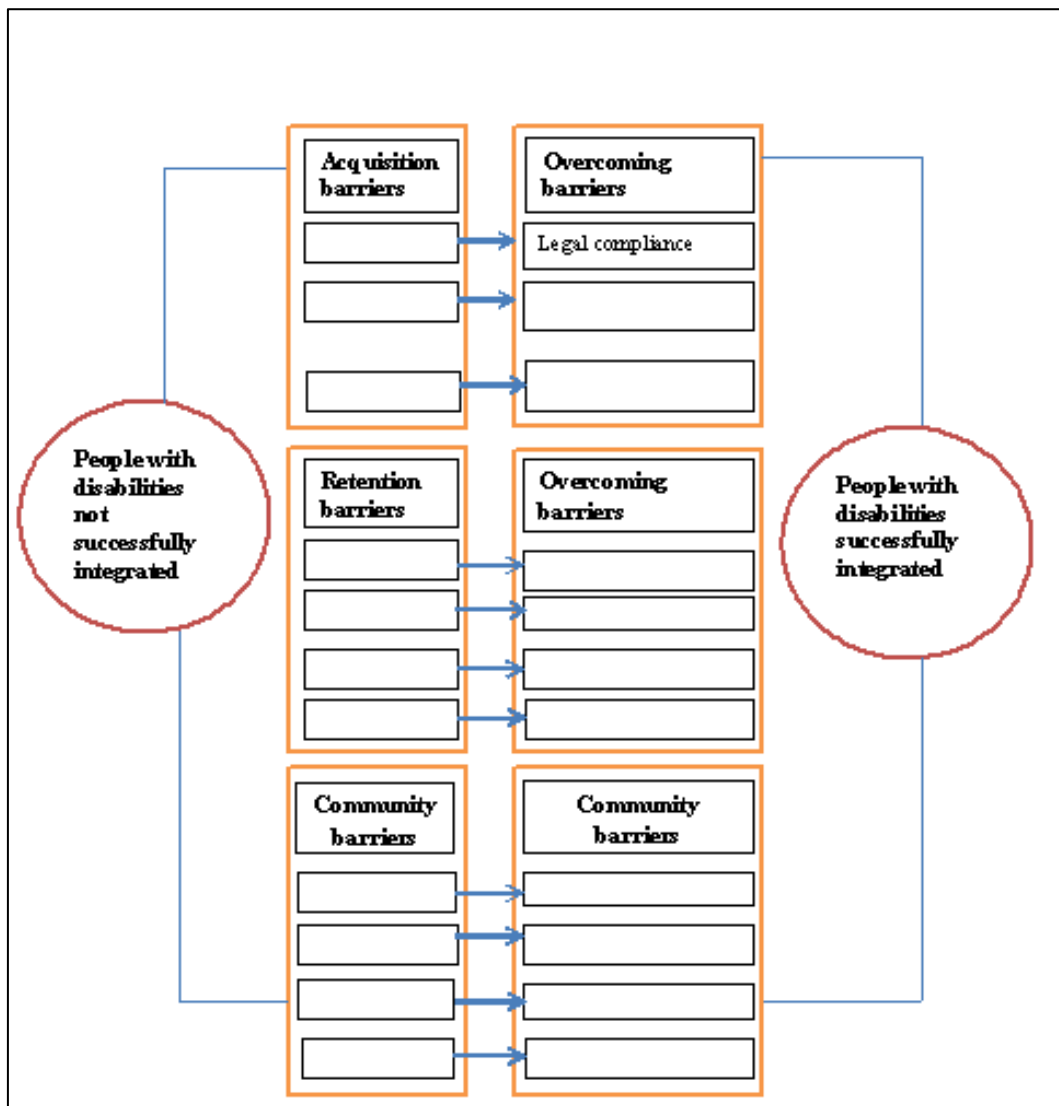 Acquisition
barriers
Overcoming
barriers
Legal compliance
People with
disabilities
not
successfully
integrated
Retention
barriers
Overcoming
barriers
People with
disabilities
successfully
integrated
Community
barriers
Community
barriers